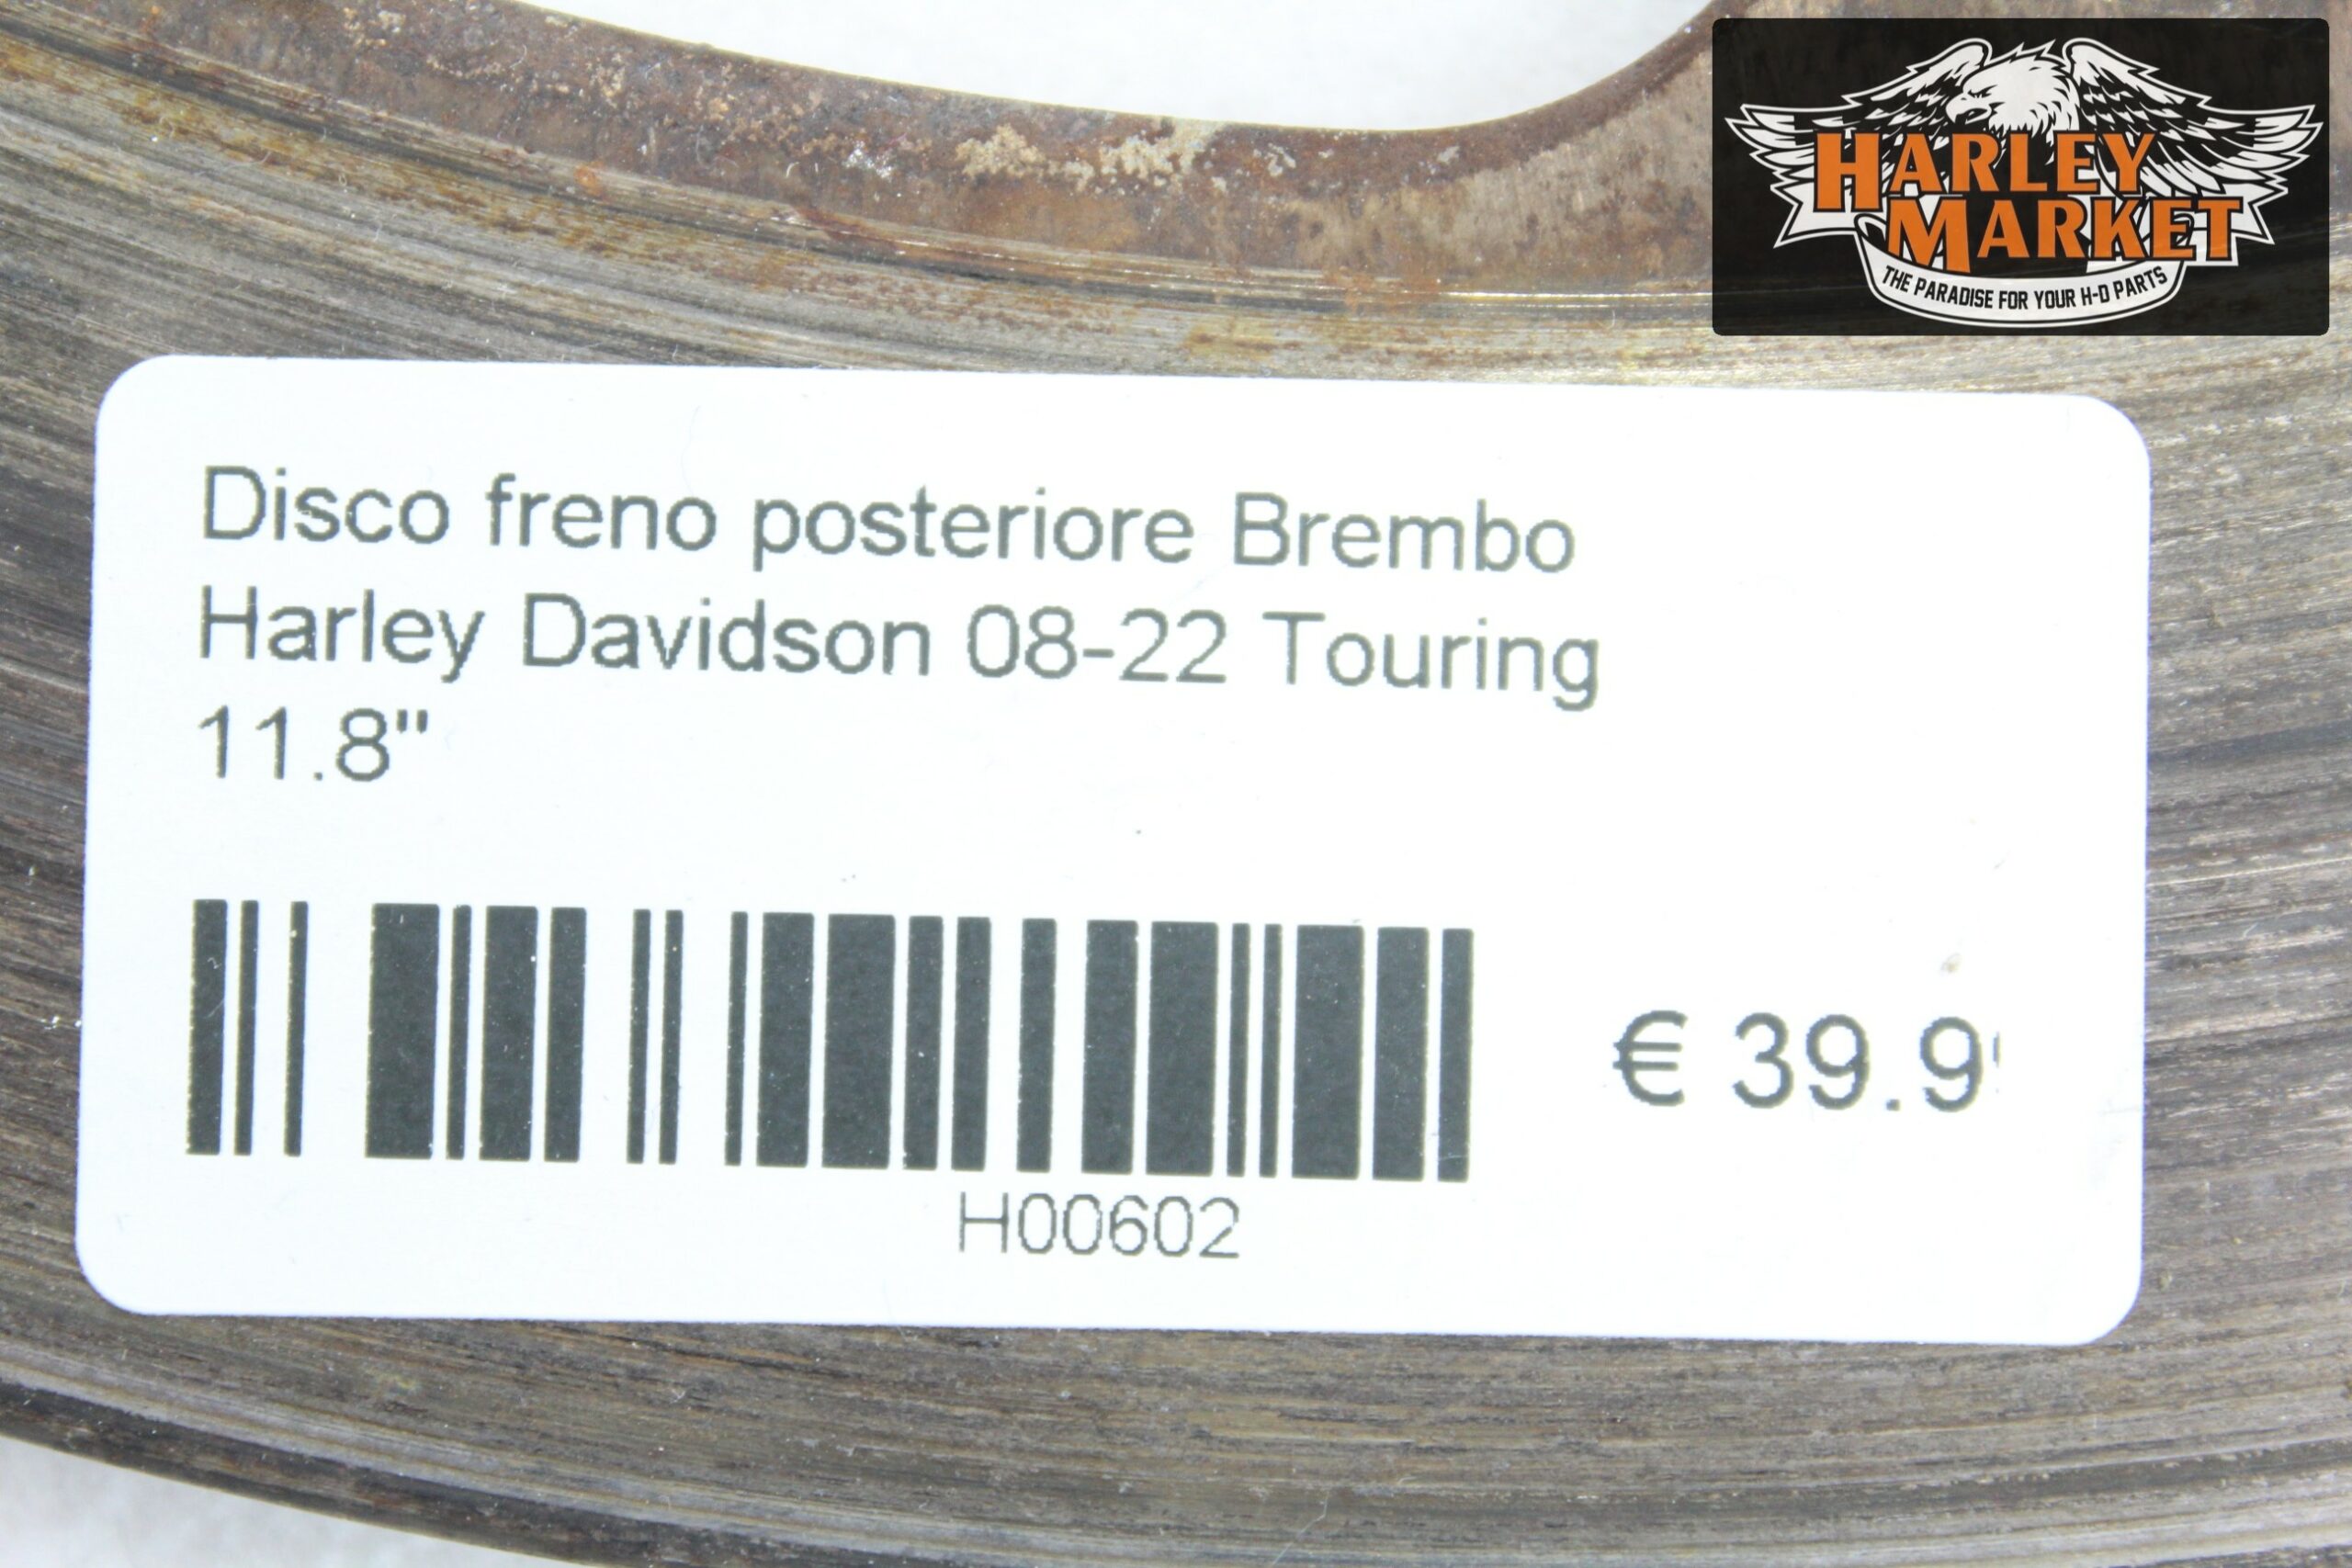 HARLEY
MARKET
THE PARADISE FOR YOUR H-D PARTS
Disco freno posteriore Brembo
Harley Davidson 08-22 Touring
11.8"
€ 39.9
H00602